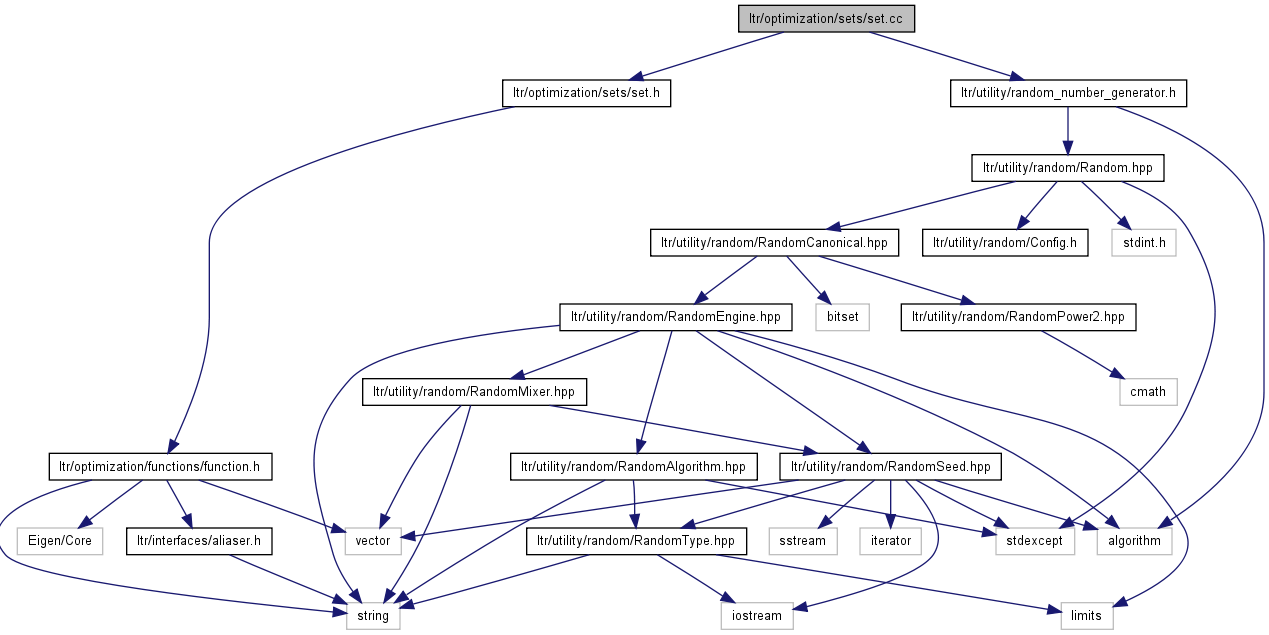 ltr/optimization/sets/set.cc
ltr/optimization/sets/set.h
ltr/utility/random_number_generator.h
ltr/utility/random/Random.hpp
ltr/utility/random/RandomCanonical.hpp
ltr/utility/random/Config.h
stdint.h
ltr/utility/random/RandomEngine.hpp
bitset
ltr/utility/random/RandomPower2.hpp
ltr/utility/random/RandomMixer.hpp
cmath
ltr/optimization/functions/function.h
ltr/utility/random/RandomAlgorithm.hpp
ltr/utility/random/RandomSeed.hpp
Eigen/Core
ltr/interfaces/aliaser.h
vector
ltr/utility/random/RandomType.hpp
sstream
iterator
stdexcept
algorithm
string
iostream
limits